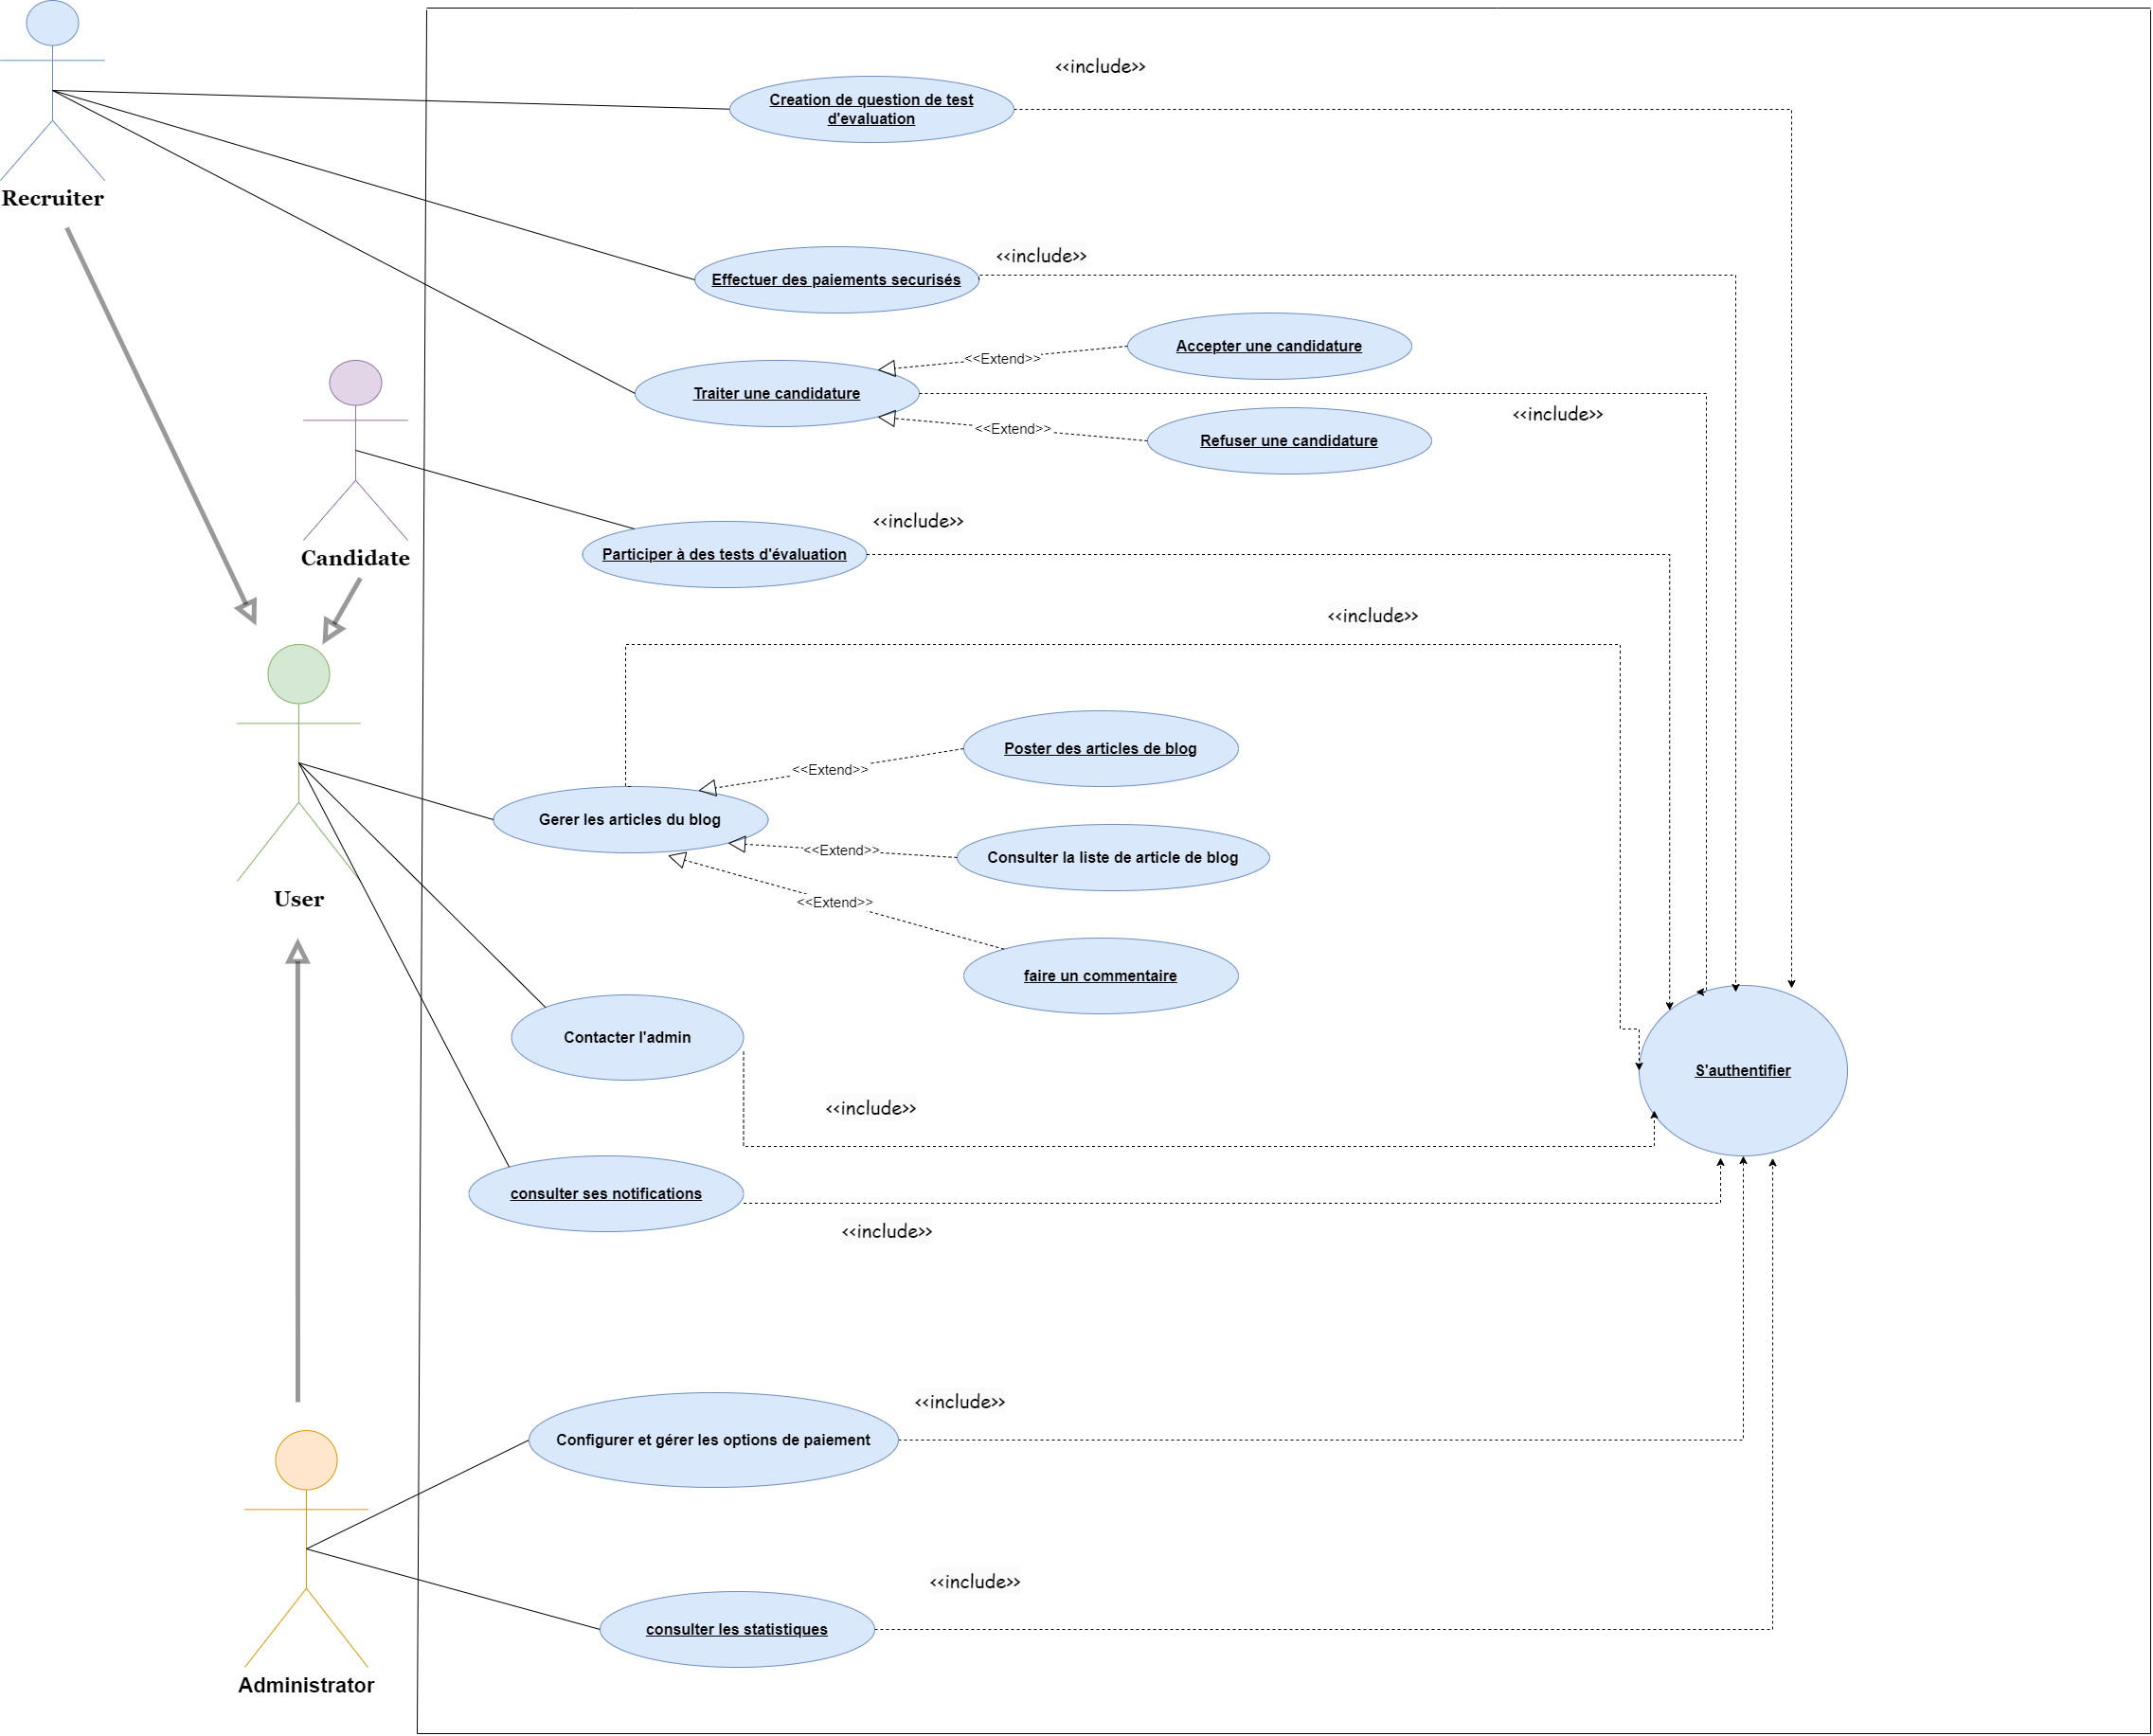 <<include>>
Creation de question de test
d'evaluation
Recruiter
<<include>>
Effectuer des paiements securisés
Accepter une candidature
<<Extend>>
Traiter une candidature
<<include>>
<<Extend>>
Refuser une candidature
<<include>>
Participer à des tests d'évaluation
Candidate
<<include>>
Poster des articles de blog
<<Extend>>
Gerer les articles du blog
<<Extend>>
Consulter la liste de article de blog
User
<<Extend>>
faire un commentaire
Contacter l'admin
S'authentifier
<<include>>
consulter ses notifications
<<include>>
<<include>>
Configurer et gérer les options de paiement
<<include>>
consulter les statistiques
Administrator